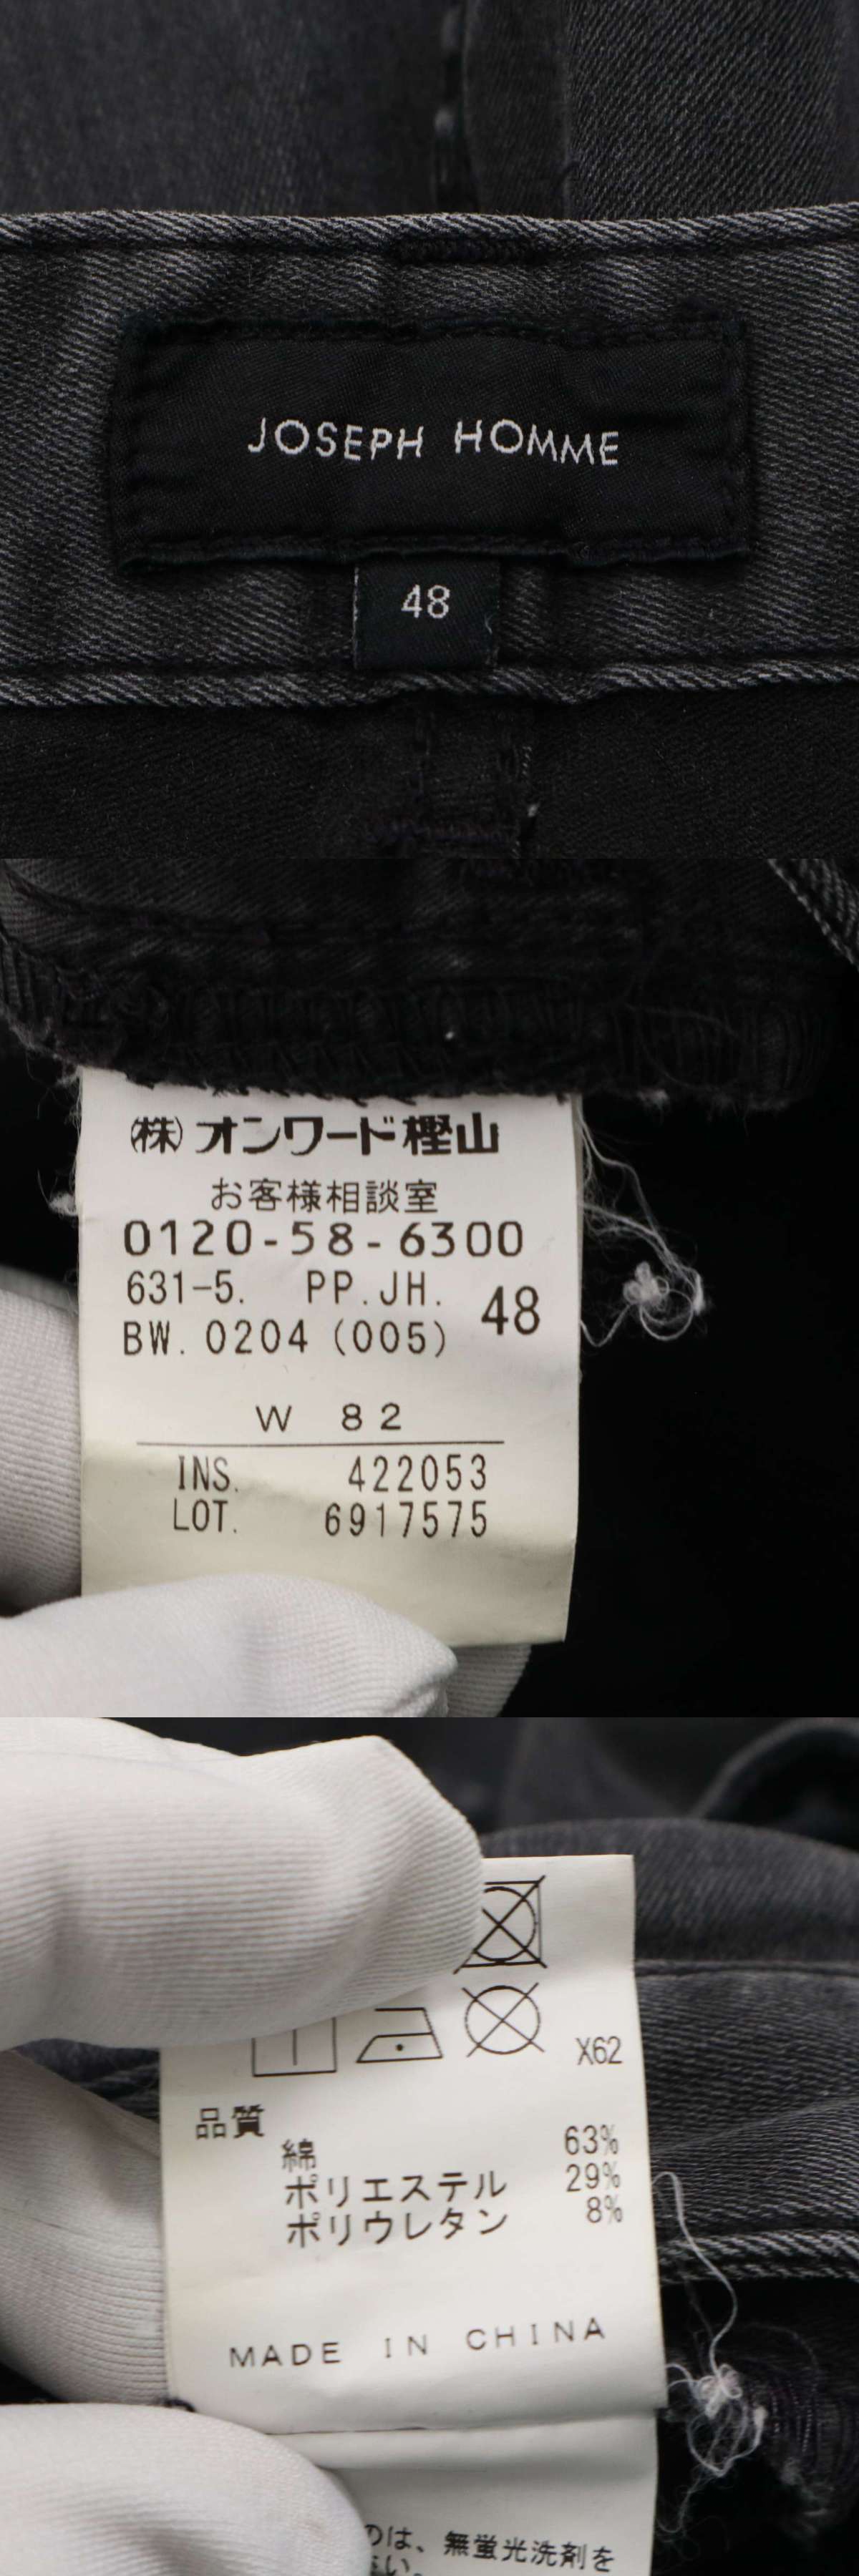 JOSEPH HOMME
48
㈱オンワード樫山
お客様相談室
0120-58-6300
631-5. PP.JH. 48
BW. 0204 (005)
W 82
INS. 422053
LOT. 6917575
X62
品質
綿 63%
ポリエステル 29%
ポリウレタン 8%
MADE IN CHINA
のは、無蛍光洗剤を
さい。